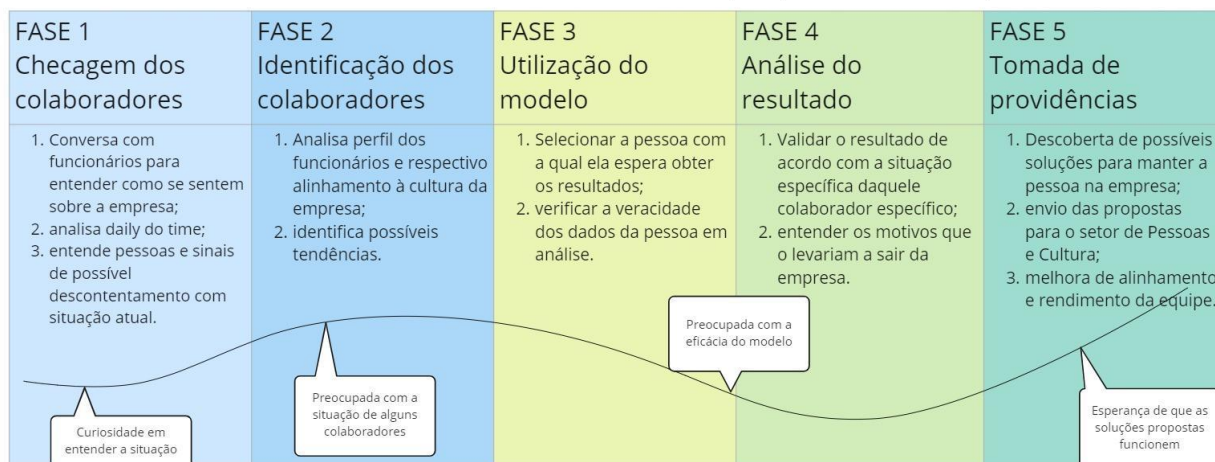 FASE 1
Checagem dos
colaboradores
1. Conversa com
funcionários para
entender como se sentem
sobre a empresa;
2. analisa daily do time;
3. entende pessoas e sinais
de possível
descontentamento com
situação atual.
Curiosidade em
entender a situação
FASE 2
Identificação dos
colaboradores
1. Analisa perfil dos
funcionários e respectivo
alinhamento à cultura da
empresa;
2. identifica possíveis
tendências.
Preocupada com a
situação de alguns
colaboradores
FASE 3
Utilização do
modelo
1. Selecionar a pessoa com
a qual ela espera obter
os resultados;
2. verificar a veracidade
dos dados da pessoa em
análise.
Preocupada com a
eficácia do modelo
FASE 4
Análise do
resultado
1. Validar o resultado de
acordo com a situação
específica daquele
colaborador específico;
2. entender os motivos que
o levariam a sair da
empresa.
FASE 5
Tomada de
providências
1. Descoberta de possíveis
soluções para manter a
pessoa na empresa;
2. envio das propostas
para o setor de Pessoas
e Cultura;
3. melhora de alinhamento
e rendimento da equipe.
Esperança de que as
soluções propostas
funcionem